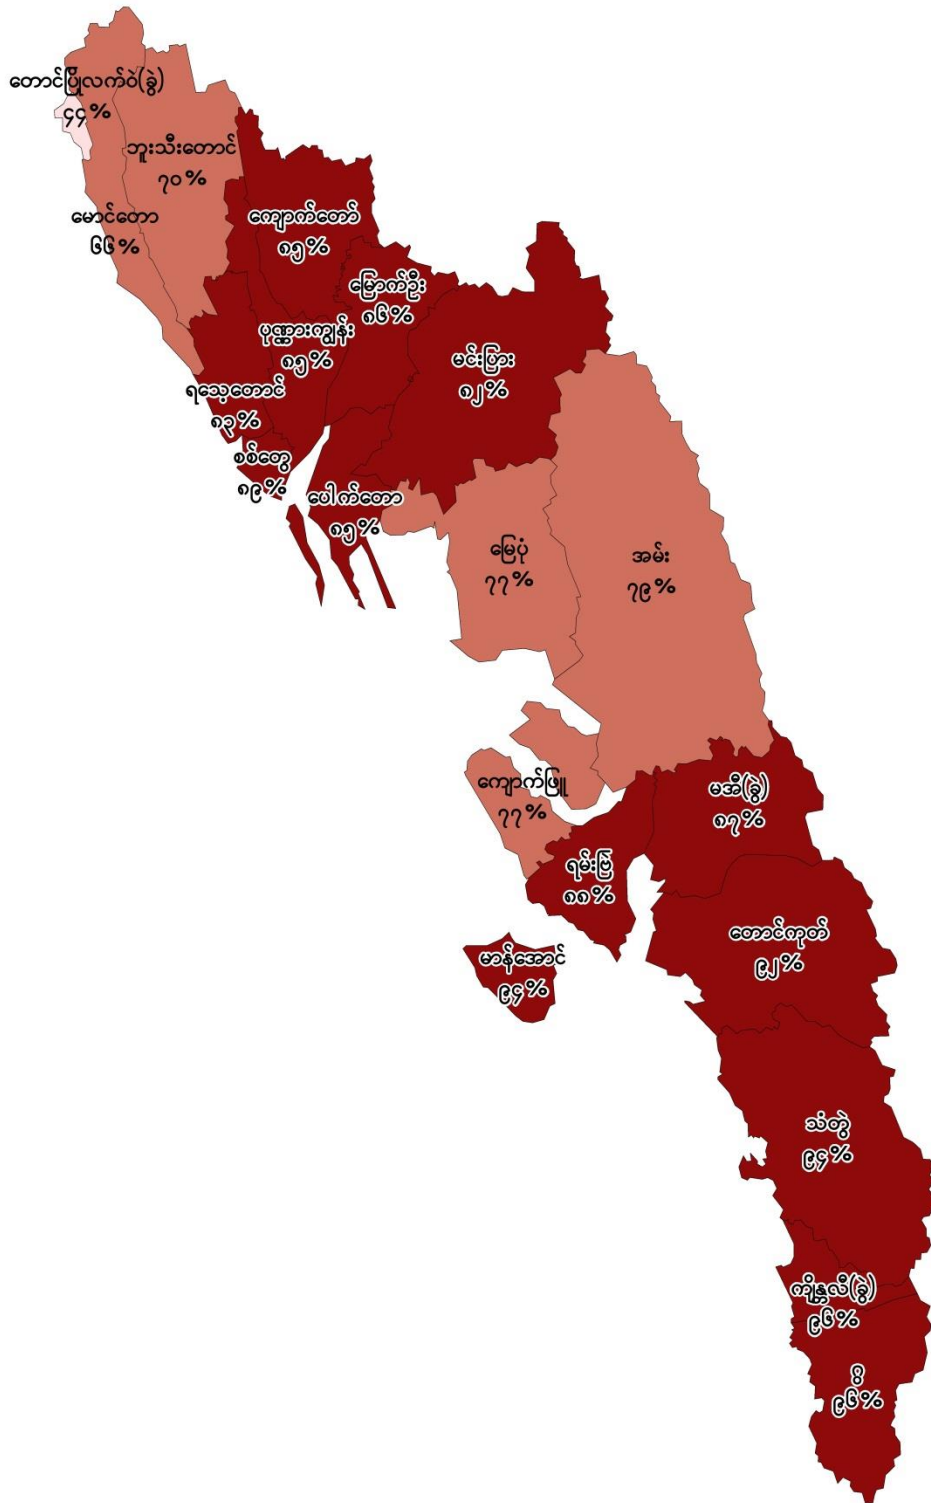 တောင်ပြိုလက်ဝဲ(ခွဲ)
၄၄%
ဘူးသီးတောင်
၇၀%
မောင်တော
၆၆%
ကျောက်တော်
၈၅%
မြောက်ဦး
၈၆%
ပုဏ္ဏားကျွန်း
၈၅%
မင်းပြား
၈၂%
ရသေ့တောင်
၈၃%
စစ်တွေ
၈၉%
ပေါက်တော
၈၅%
မြေပုံ
၇၇%
အမ်း
၇၉%
ကျောက်ဖြူ
၇၇%
မအီ(ခွဲ)
၈၇%
ရမ်းဗြဲ
၈၈%
တောင်ကုတ်
၉၂%
မာန်အောင်
၉၄%
သံတွဲ
၉၄%
ကျိန္တလီ(ခွဲ)
၉၆%
ဂွ
၉၆%